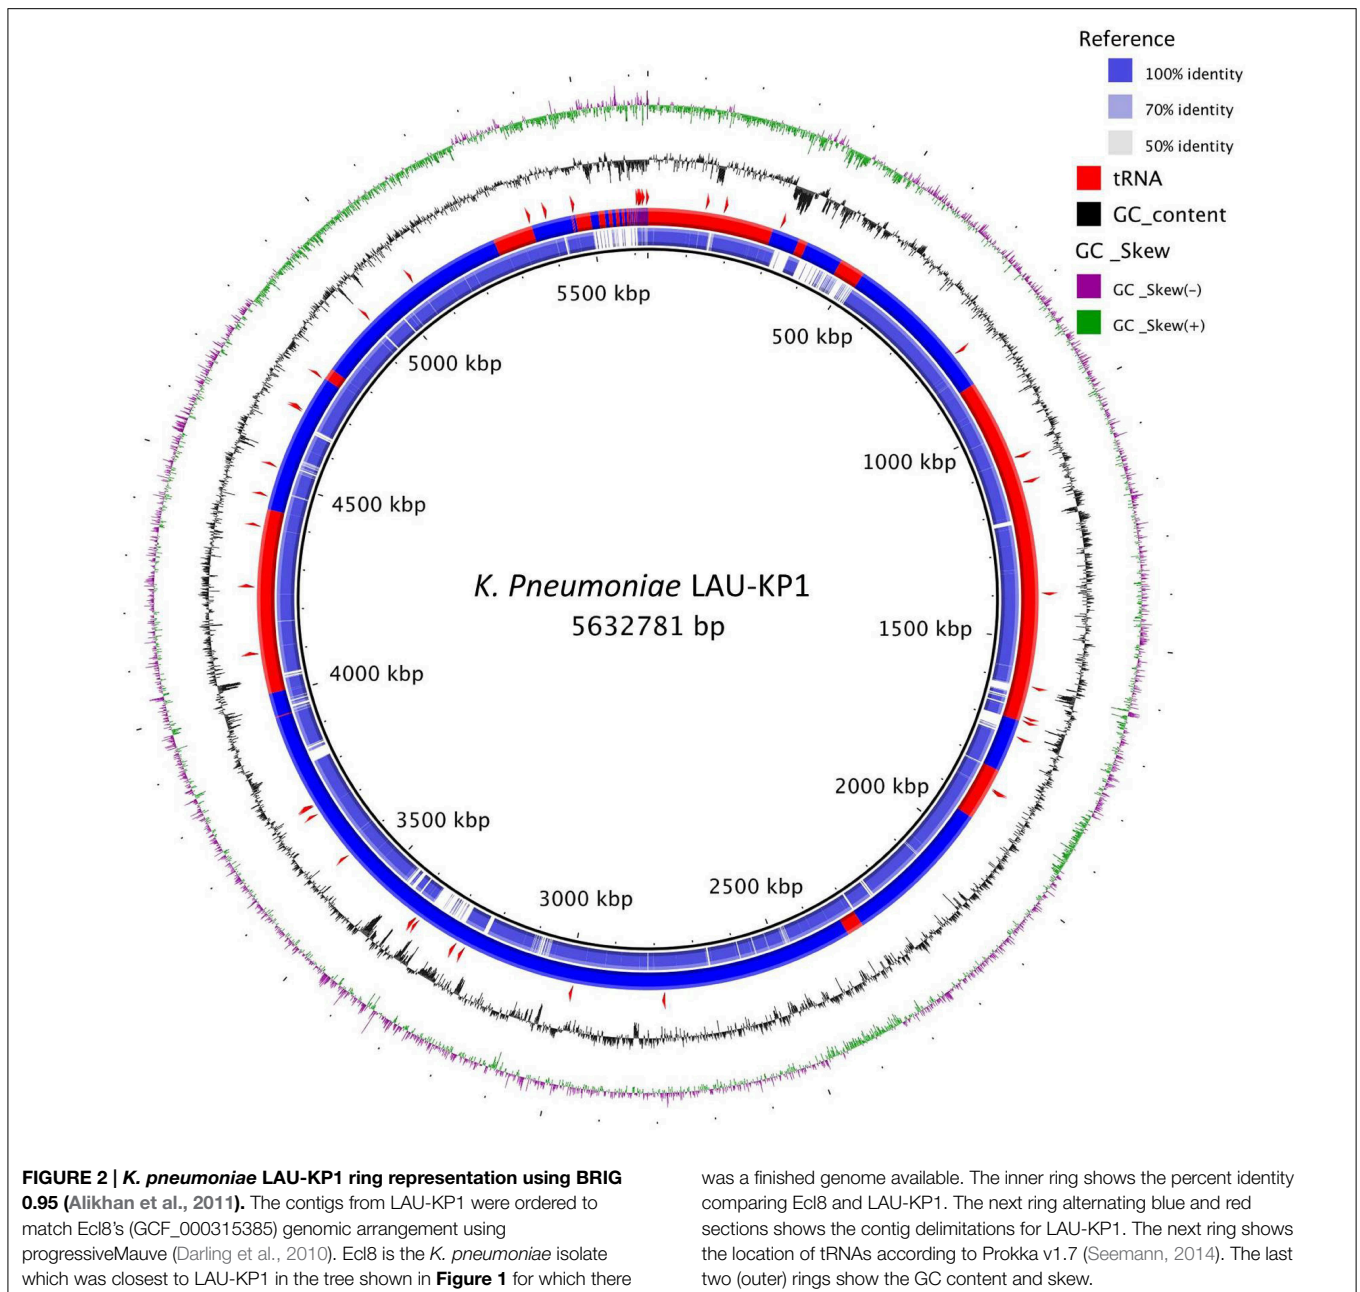 Reference
100% identity
70% identity
50% identity
tRNA
GC_content
GC _Skew
GC _Skew(-)
GC _Skew(+)
5500 kbp
500 kbp
5000 kbp
1000 kbp
4500 kbp
K. Pneumoniae LAU-KP1
5632781 bp
1500 kbp
4000 kbp
2000 kbp
3500 kbp
2500 kbp
3000 kbp
FIGURE 2 | K. pneumoniae LAU-KP1 ring representation using BRIG
0.95 (Alikhan et al., 2011). The contigs from LAU-KP1 were ordered to
match Ecl8's (GCF_000315385) genomic arrangement using
progressiveMauve (Darling et al., 2010). Ecl8 is the K. pneumoniae isolate
which was closest to LAU-KP1 in the tree shown in Figure 1 for which there
was a finished genome available. The inner ring shows the percent identity
comparing Ecl8 and LAU-KP1. The next ring alternating blue and red
sections shows the contig delimitations for LAU-KP1. The next ring shows
the location of tRNAs according to Prokka v1.7 (Seemann, 2014). The last
two (outer) rings show the GC content and skew.